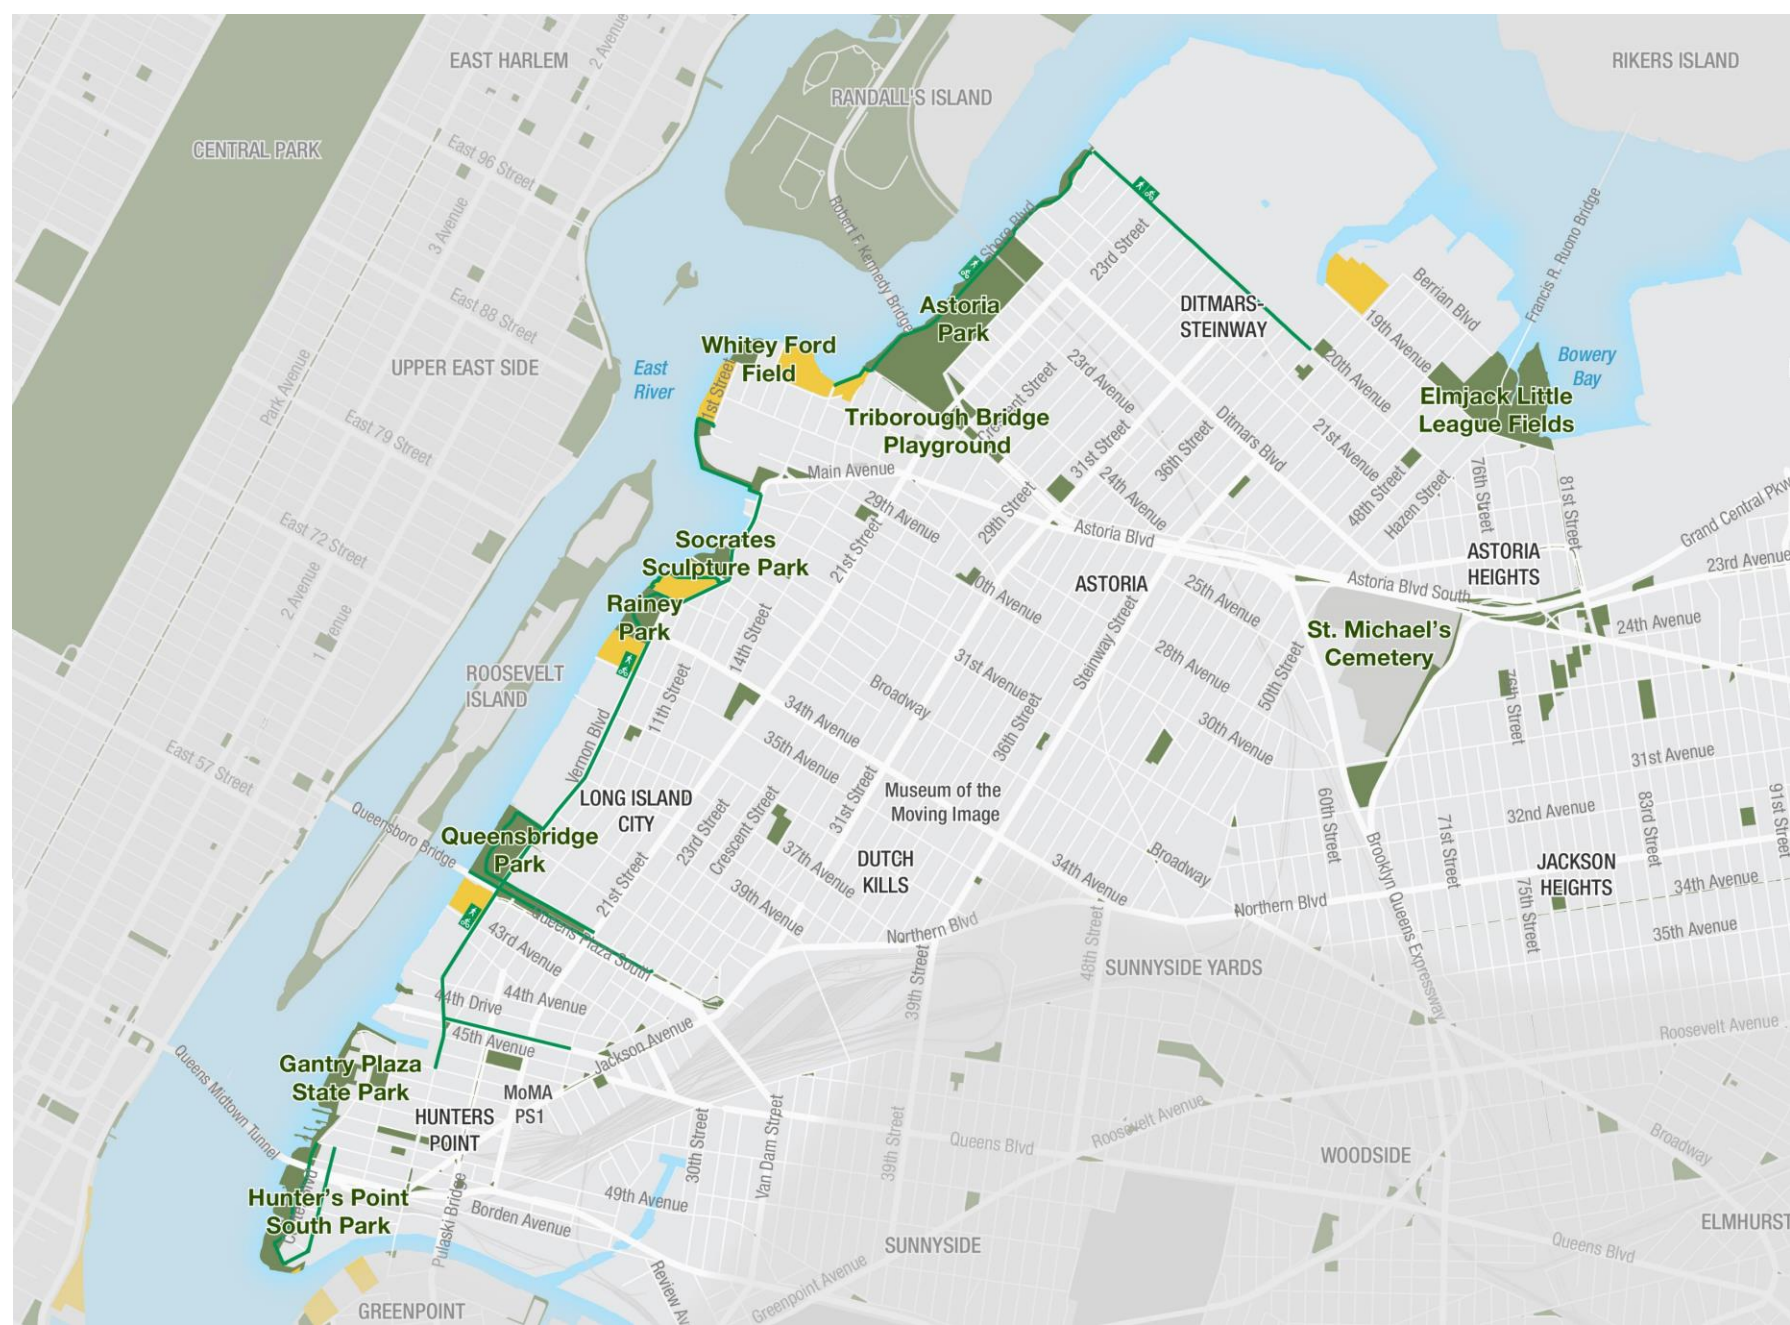 EAST HARLEM
2 Avenue
RIKERS ISLAND
RANDALL'S ISLAND
CENTRAL PARK
East 96 Street
3 Avenue
Robert F. Kennedy Bridge
Shore Blvd
23rd Street
Francis R. Ruono Bridge
Berrian Blvd
East 88 Street
Astoria
Park
DITMARS-
STEINWAY
19th Avenue
Whitey Ford
Field
East
River
UPPER EAST SIDE
Park Avenue
1st Street
20th Avenue
Bowery
Bay
23rd Avenue
Crescent Street
Elmjack Little
League Fields
Triborough Bridge
Playground
East 79 Street
Ditmars Blvd
21st Avenue
31st Street
36th Street
Main Avenue
24th Avenue
48th Street
Hazen Street
76th Street
81st Street
29th Avenue
29th Street
Grand Central Pkw
East 72 Street
21st Street
Astoria Blvd
Socrates
Sculpture Park
ASTORIA
HEIGHTS
23rd Avenue
2 Avenue
ASTORIA
25th Avenue
Astoria Blvd South
0th Avenue
Rainey
Park
1 enue
14th Street
Steinway Street
St. Michael's
Cemetery
24th Avenue
ROOSEVELT
ISLAND
11th Street
31st Avenue
28th Avenue
50th Street
76th Street
Broadway
34th Avenue
36th Street
30th Avenue
East 57 Street
Vernon Blvd
35th Avenue
31st Avenue
Museum of the
Moving Image
LONG ISLAND
CITY
31st Street
23rd Street
Crescent Street
60th Street
32nd Avenue
83rd Street
91st Street
Queensboro Bridge
Queensbridge
Park
37th Avenue
DUTCH
KILLS
34th Avenue
Broadway
Brooklyn Queens Expressway
71st Street
JACKSON
HEIGHTS
21st Street
39th Avenue
34th Avenue
75th Street
Northern Blvd
Queens Plaza South
43rd Avenue
Northern Blvd
35th Avenue
39th Street
48th Street
SUNNYSIDE YARDS
44th Drive
44th Avenue
45th Avenue
Jackson Avenue
Roosevelt Avenue
Queens Midtown Tunnel
Gantry Plaza
State Park
MoMA
PS1
HUNTERS
POINT
30th Street
Van Dam Street
39th Street
Queens Blvd
Roosevelt Avenue
WOODSIDE
Broadway
Hunter's Point
South Park
Pulaski Bridge
49th Avenue
Borden Avenue
ELMHURST
Queens Blvd
SUNNYSIDE
Review Av
Greenpoint Avenue
GREENPOINT